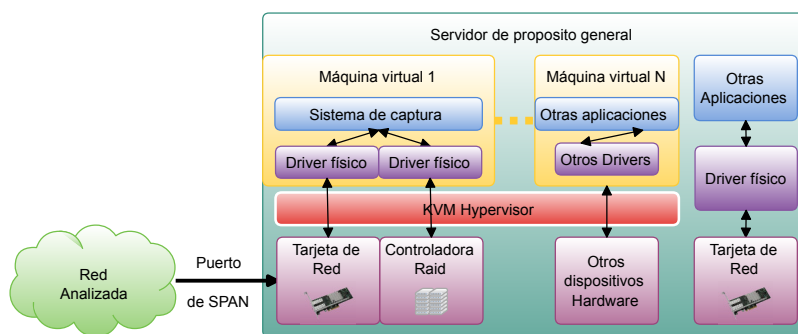 Servidor de proposito general
Máquina virtual 1
Sistema de captura
Driver físico
Driver físico
Máquina virtual N
Otras aplicaciones
Otros Drivers
Otras
Aplicaciones
Driver físico
KVM Hypervisor
Red
Analizada
Puerto
de SPAN
Tarjeta de
Red
Controladora
Raid
Otros
dispositivos
Hardware
Tarjeta de
Red